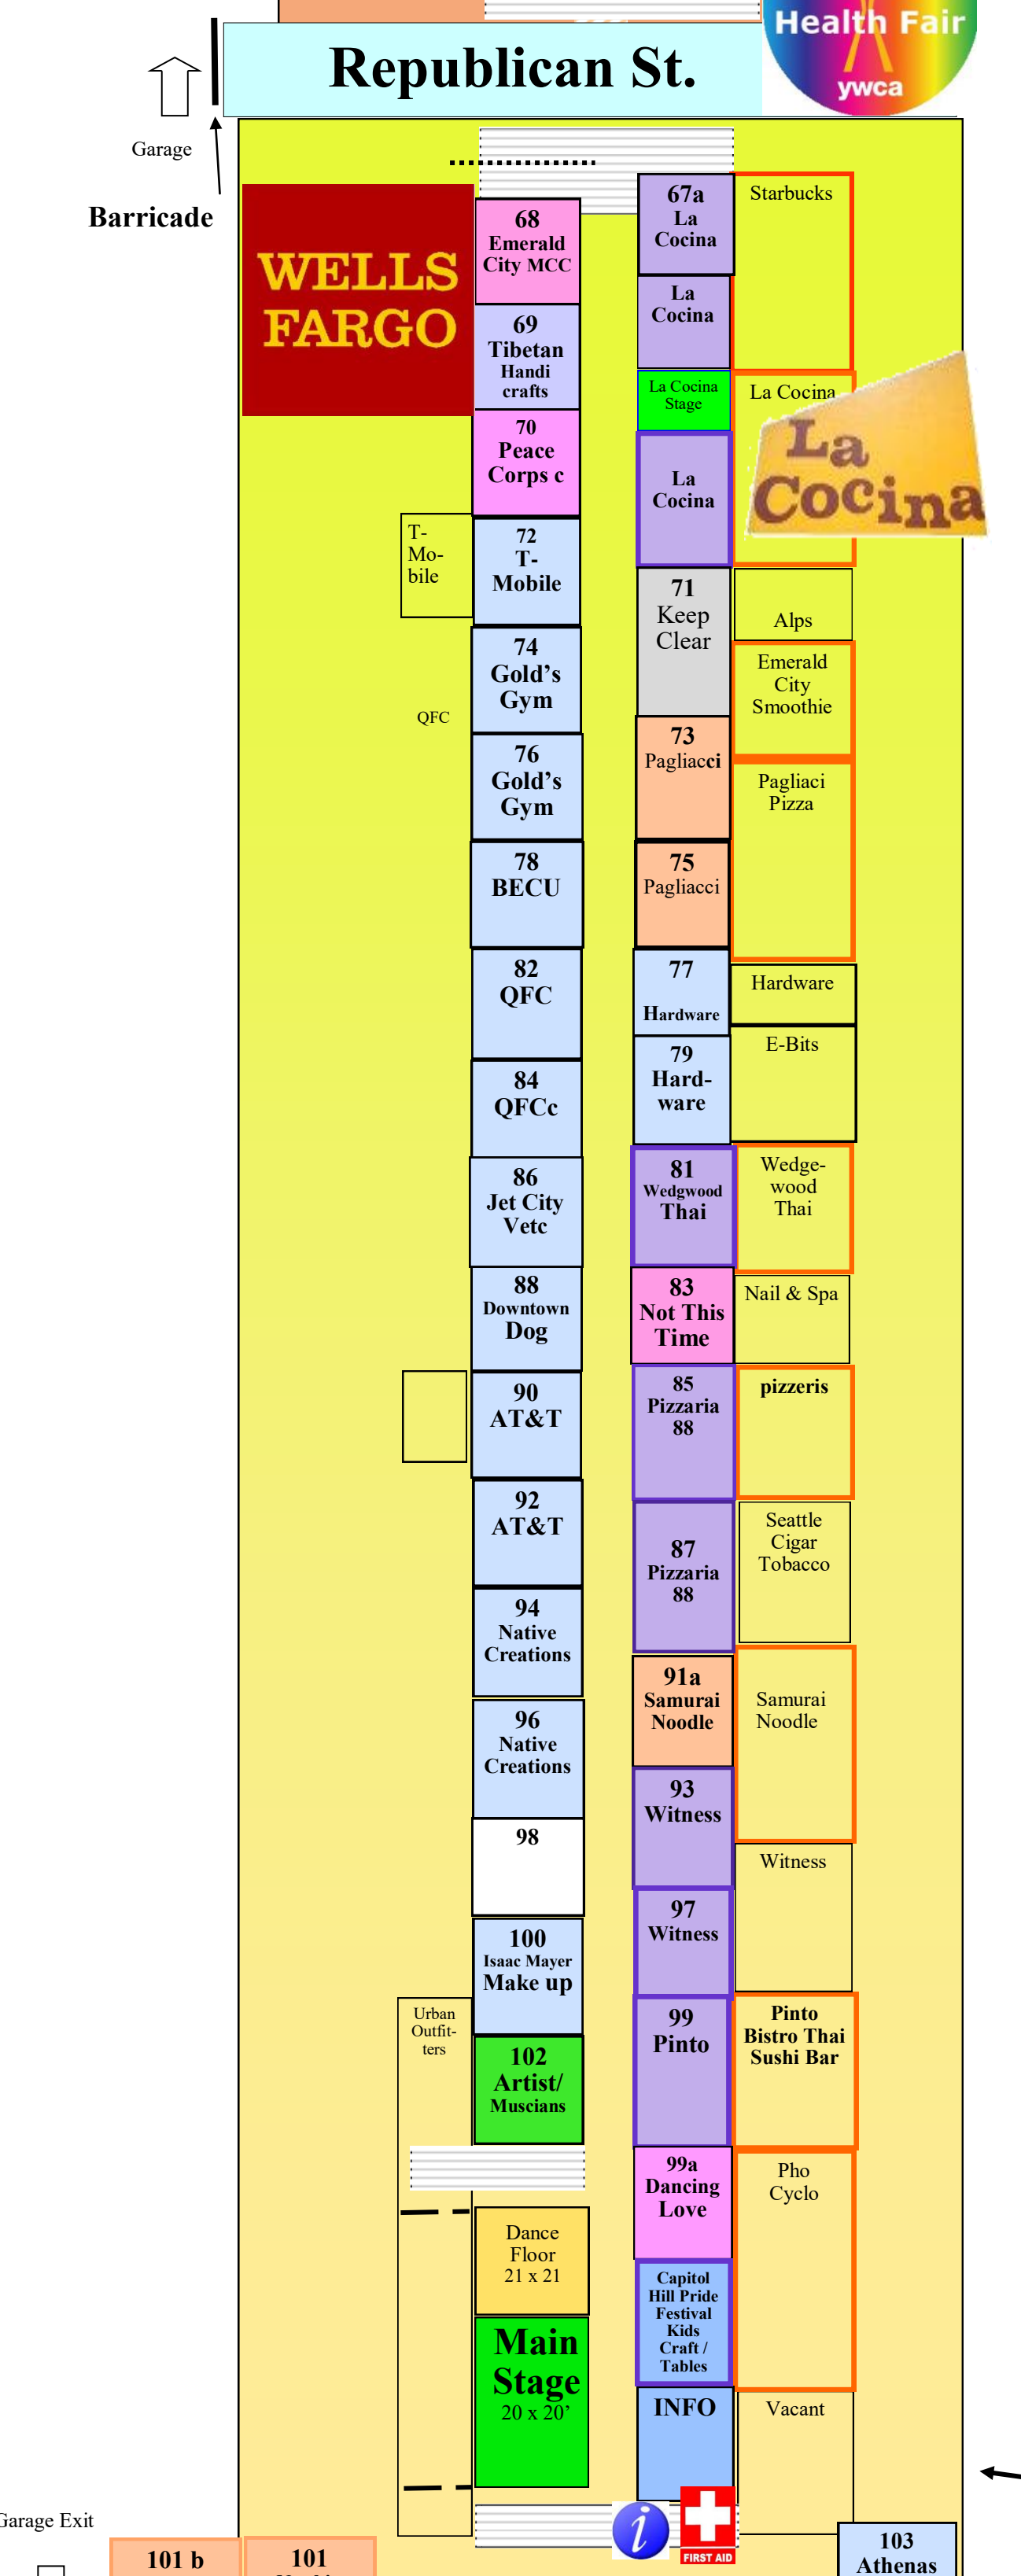 Health Fair
ywca
Republican St.
Garage
Barricade
WELLS
FARGO
68
Emerald
City MCC
69
Tibetan
Handi
crafts
70
Peace
Corps c
T-
Mo-
bile
72
T-
Mobile
74
Gold's
Gym
QFC
76
Gold's
Gym
78
BECU
82
QFC
84
QFCc
86
Jet City
Vetc
88
Downtown
Dog
90
AT&T
92
AT&T
94
Native
Creations
96
Native
Creations
98
100
Isaac Mayer
Make up
Urban
Outfit-
ters
102
Artist/
Muscians
Dance
Floor
21 x 21
Main
Stage
20 x 20’
67a
La
Cocina
La
Cocina
La Cocina
Stage
La
Cocina
71
Keep
Clear
73
Pagliacci
75
Pagliacci
77
Hardware
79
Hard-
ware
81
Wedgwood
Thai
83
Not This
Time
85
Pizzaria
88
87
Pizzaria
88
91a
Samurai
Noodle
93
Witness
97
Witness
99
Pinto
99a
Dancing
Love
Capitol
Hill Pride
Festival
Kids
Craft /
Tables
INFO
i
FIRST AID
Starbucks
La Cocina
La
Cocina
Alps
Emerald
City
Smoothie
Pagliaci
Pizza
Hardware
E-Bits
Wedge-
wood
Thai
Nail & Spa
pizzeris
Seattle
Cigar
Tobacco
Samurai
Noodle
Witness
Pinto
Bistro Thai
Sushi Bar
Pho
Cyclo
Vacant
Garage Exit
101 b
101
103
Athenas